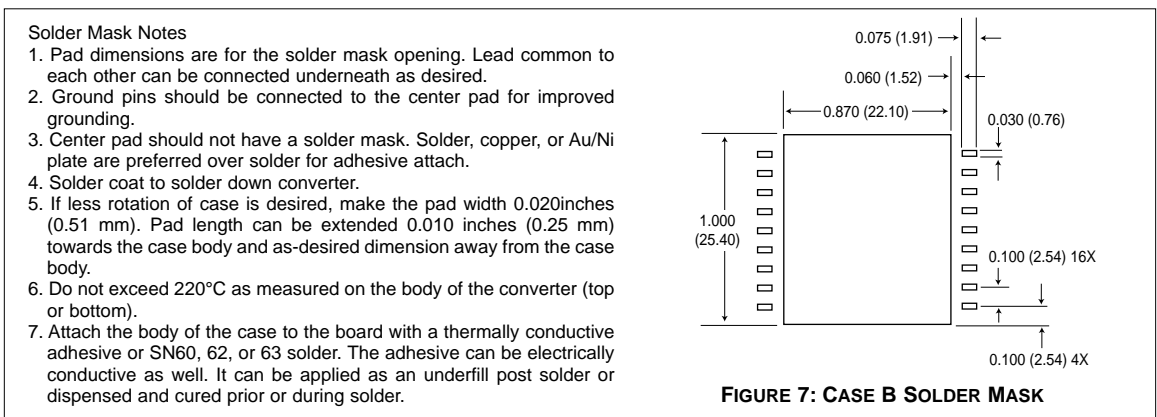 Solder Mask Notes
1. Pad dimensions are for the solder mask opening. Lead common to
each other can be connected underneath as desired.
2. Ground pins should be connected to the center pad for improved
grounding.
3. Center pad should not have a solder mask. Solder, copper, or Au/Ni
plate are preferred over solder for adhesive attach.
4. Solder coat to solder down converter.
5. If less rotation of case is desired, make the pad width 0.020inches
(0.51 mm). Pad length can be extended 0.010 inches (0.25 mm)
towards the case body and as-desired dimension away from the case
body.
6. Do not exceed 220°C as measured on the body of the converter (top
or bottom).
7. Attach the body of the case to the board with a thermally conductive
adhesive or SN60, 62, or 63 solder. The adhesive can be electrically
conductive as well. It can be applied as an underfill post solder or
dispensed and cured prior or during solder.
0.075 (1.91)
0.060 (1.52)
0.870 (22.10)
0.030 (0.76)
1.000
(25.40)
0.100 (2.54) 16X
0.100 (2.54) 4X
FIGURE 7: CASE B SOLDER MASK